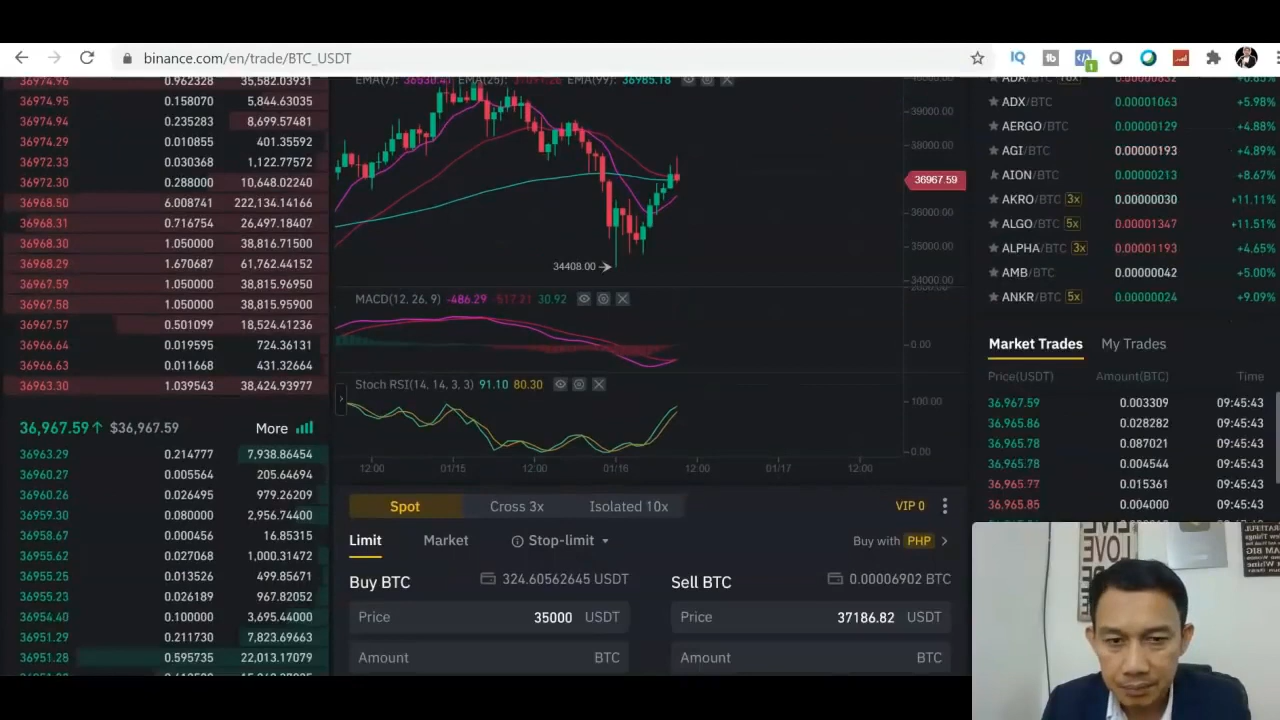 binance.com/en/trade/BTC_USDT
36974.96 0.962328 35,582.03931
36974.95 0.158070 5,844.63035
36974.94 0.235283 8,699.57481
36974.29 0.010855 401.35592
36972.33 0.030368 1,122.77572
36972.30 0.288000 10,648.02240
36968.50 6.008741 222,134.14166
36968.31 0.716754 26,497.18407
36968.30 1.050000 38,816.71500
36968.29 1.670687 61,762.44152
36967.59 1.050000 38,815.96950
36967.58 1.050000 38,815.95900
36967.57 0.501099 18,524.41236
36966.64 0.019595 724.36131
36966.63 0.011668 431.32664
36963.30 1.039543 38,424.93977
36,967.59↑ $36,967.59 More
36963.29 0.214777 7,938.86454
36960.27 0.005564 205.64694
36960.26 0.026495 979.26209
36959.30 0.080000 2,956.74400
36958.67 0.000456 16.85315
36955.62 0.027068 1,000.31472
36955.25 0.013526 499.85671
36955.23 0.026189 967.82052
36954.40 0.100000 3,695.44000
36951.29 0.211730 7,823.69663
36951.28 0.595735 22,013.17079
EMA(7): EMA(25): EMA(99): 36985.18
39000.00
38000.00
36967.59
36000.00
35000.00
34000.00
34408.00
MACD(12, 26, 9) -486.29 -517.21 30.92
0.00
Stoch RSI(14, 14, 3, 3) 91.10 80.30
100.00
0.00
12:00 01/15 12:00 01/16 12:00 01/17 12:00
Spot Cross 3x Isolated 10x VIP 0
Limit Market Stop-limit Buy with PHP
Buy BTC 324.60562645 USDT Sell BTC 0.00006902 BTC
Price 35000 USDT Price 37186.82 USDT
Amount BTC Amount BTC
ADX/BTC 0.00001063 +5.98%
AERGO/BTC 0.00000129 +4.88%
AGI/BTC 0.00000193 +4.89%
AION/BTC 0.00000213 +8.67%
AKRO/BTC 3x 0.00000030 +11.11%
ALGO/BTC 5x 0.00001347 +11.51%
ALPHA/BTC 3x 0.00001193 +4.65%
AMB/BTC 0.00000042 +5.00%
ANKR/BTC 5x 0.00000024 +9.09%
Market Trades My Trades
Price(USDT) Amount(BTC) Time
36,967.59 0.003309 09:45:43
36,965.86 0.028282 09:45:43
36,965.78 0.087021 09:45:43
36,965.78 0.004544 09:45:43
36,965.77 0.015361 09:45:43
36,965.85 0.004000 09:45:43